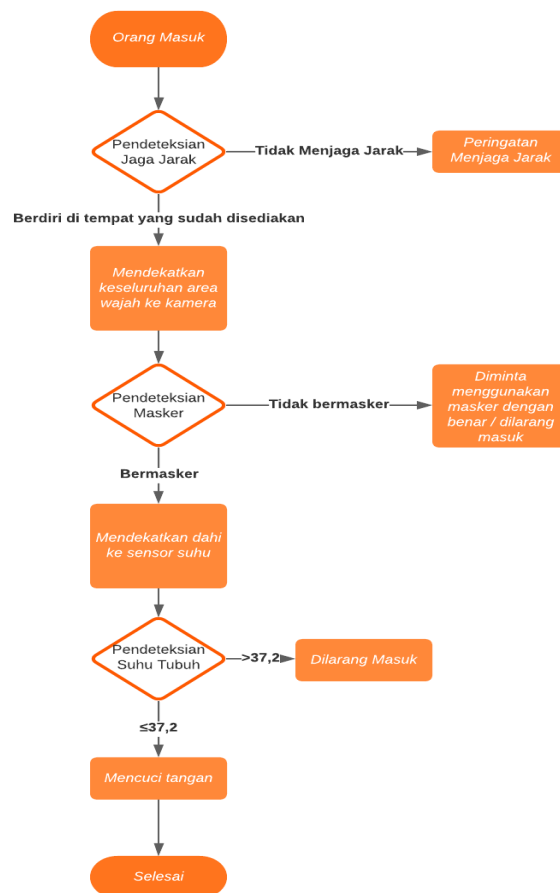 Orang Masuk
Pendeteksian
Jaga Jarak
Tidak Menjaga Jarak
Peringatan
Menjaga Jarak
Berdiri di tempat yang sudah disediakan
Mendekatkan
keseluruhan area
wajah ke kamera
Pendeteksian
Masker
Tidak bermasker
Diminta
menggunakan
masker dengan
benar / dilarang
masuk
Bermasker
Mendekatkan dahi
ke sensor suhu
Pendeteksian
Suhu Tubuh
>37,2
Dilarang Masuk
≤37,2
Mencuci tangan
Selesai